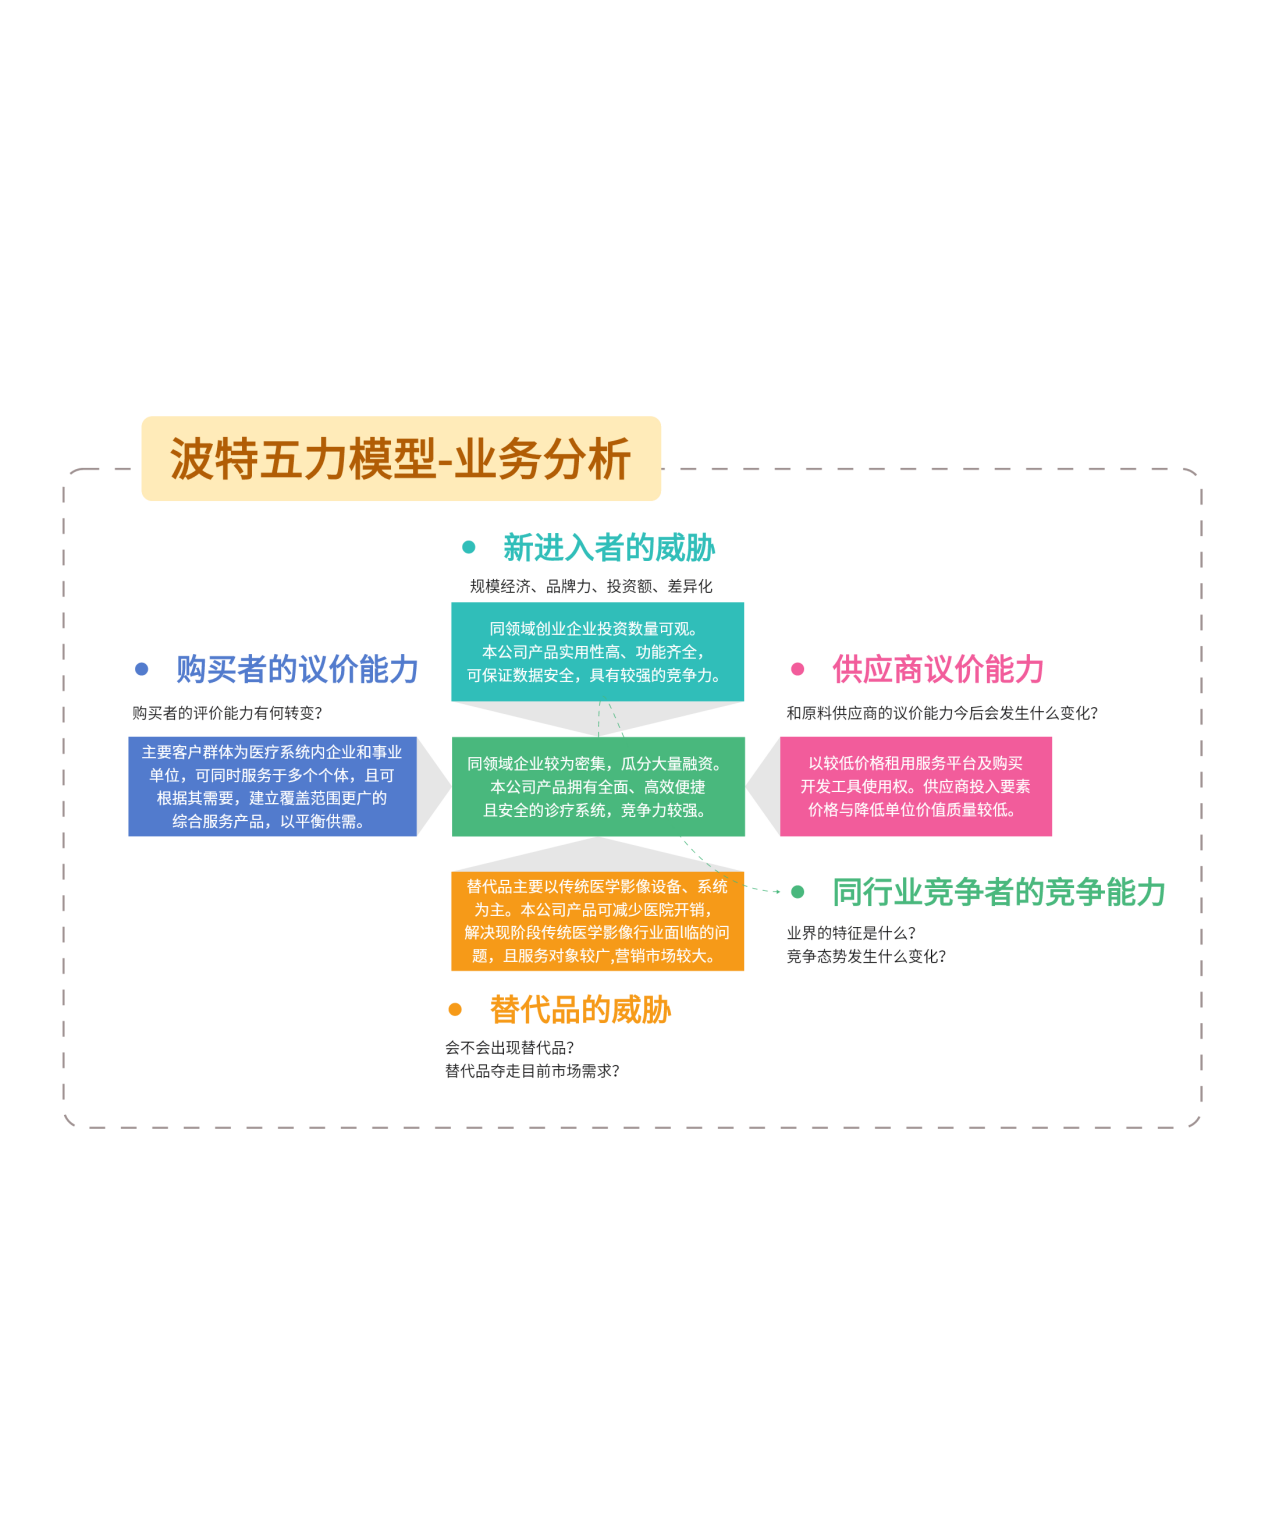 波特五力模型-业务分析
新进入者的威胁
规模经济、品牌力、投资额、差异化
同领域创业企业投资数量可观。
本公司产品实用性高、功能齐全，
可保证数据安全，具有较强的竞争力。
购买者的议价能力
购买者的评价能力有何转变？
主要客户群体为医疗系统内企业和事业
单位，可同时服务于多个个体，且可
根据其需要，建立覆盖范围更广的
综合服务产品，以平衡供需。
同领域企业较为密集，瓜分大量融资。
本公司产品拥有全面、高效便捷
且安全的诊疗系统，竞争力较强。
供应商议价能力
和原料供应商的议价能力今后会发生什么变化？
以较低价格租用服务平台及购买
开发工具使用权。供应商投入要素
价格与降低单位价值质量较低。
替代品主要以传统医学影像设备、系统
为主。本公司产品可减少医院开销，
解决现阶段传统医学影像行业面l临的问
题，且服务对象较广,营销市场较大。
同行业竞争者的竞争能力
业界的特征是什么？
竞争态势发生什么变化？
替代品的威胁
会不会出现替代品？
替代品夺走目前市场需求？